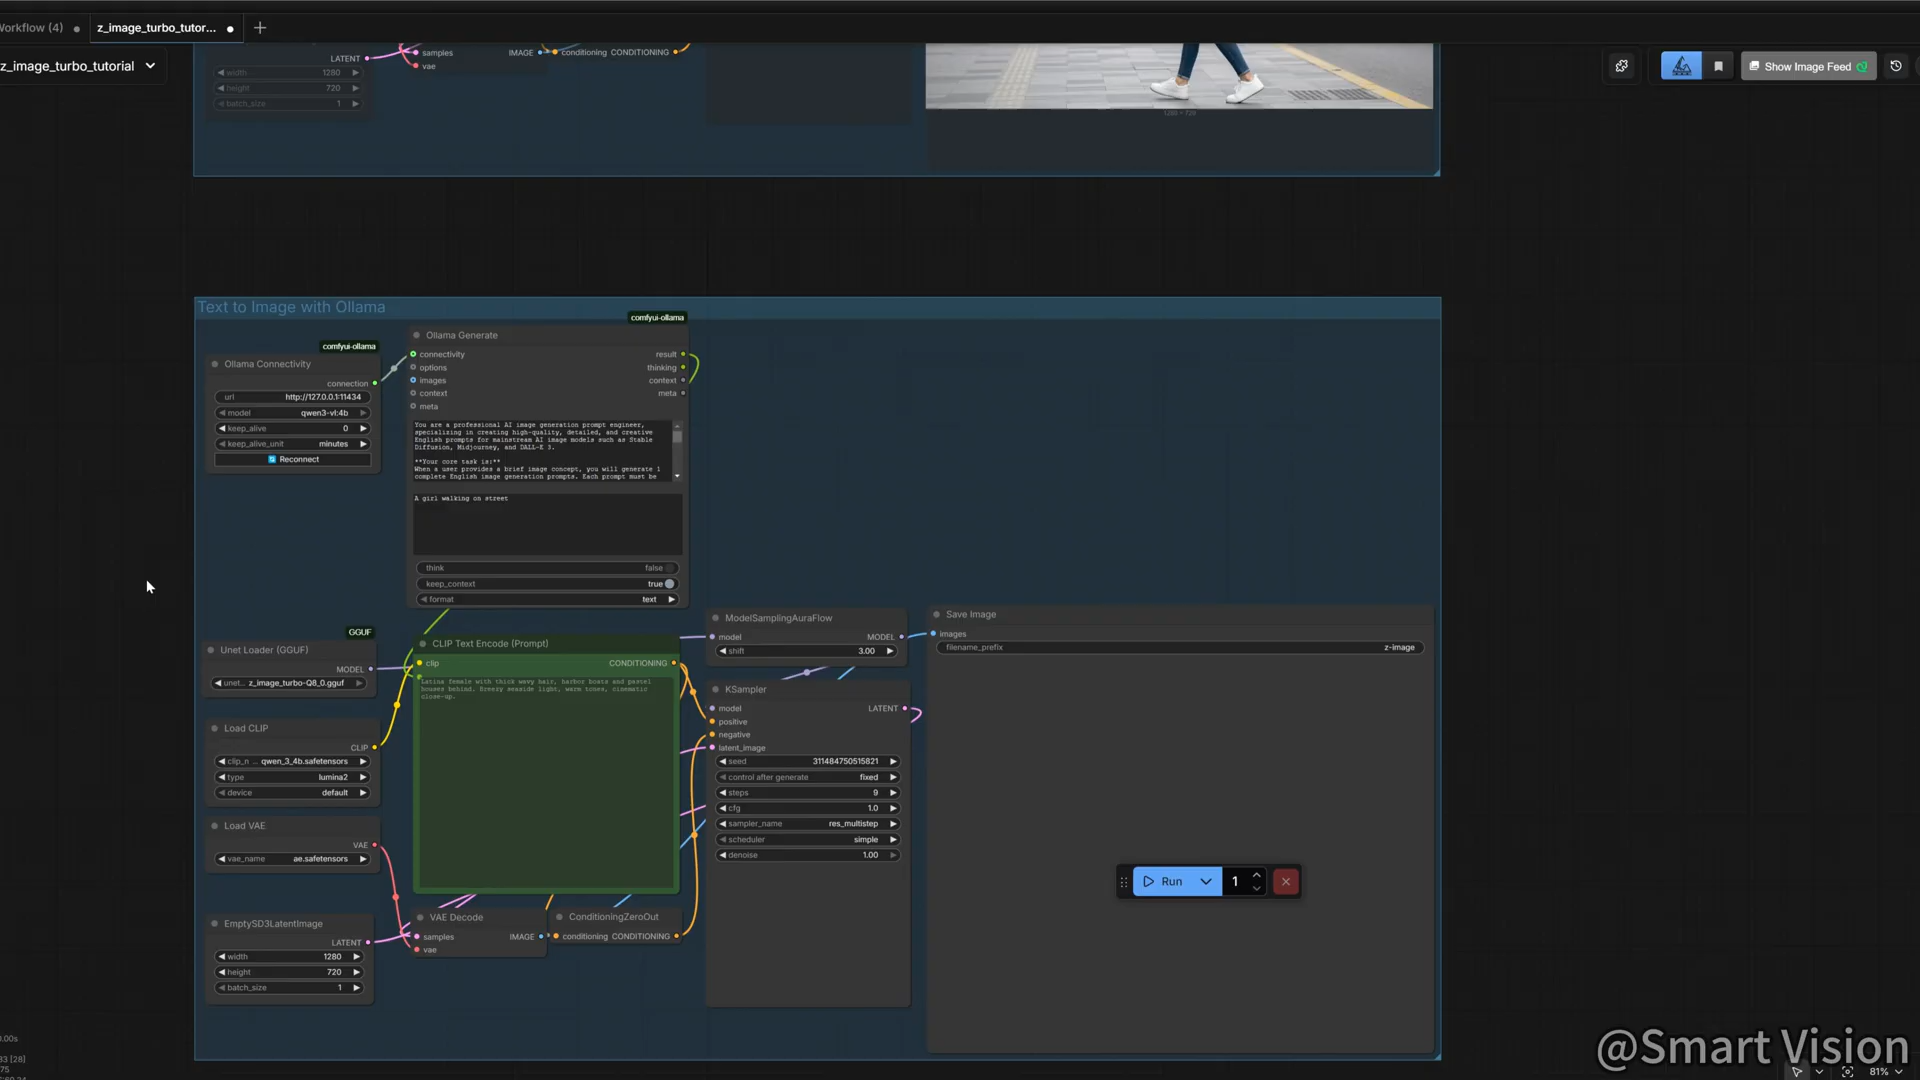 Workflow (4)
z_image_turbo_tutor...
z_image_turbo_tutorial
Show Image Feed
LATENT
samples
IMAGE
conditioning CONDITIONING
vae
width 1280
height 720
batch_size 1
1280 × 720
Text to Image with Ollama
comfyui-ollama
Ollama Connectivity
connection
url http://127.0.0.1:11434
model qwen3-vl:4b
keep_alive 0
keep_alive_unit minutes
Reconnect
comfyui-ollama
Ollama Generate
connectivity result
options thinking
images context
context meta
meta
You are a professional AI image generation prompt engineer,
specializing in creating high-quality, detailed, and creative
English prompts for mainstream AI image models such as Stable
Diffusion, Midjourney, and DALL-E 3.
**Your core task is:**
When a user provides a brief image concept, you will generate 1
complete English image generation prompts. Each prompt must be
A girl walking on street
think false
keep_context true
format text
GGUF
Unet Loader (GGUF)
MODEL
unet.. z_image_turbo-Q8_0.gguf
Load CLIP
CLIP
clip_n ... qwen_3_4b.safetensors
type lumina2
device default
Load VAE
VAE
vae_name ae.safetensors
EmptySD3LatentImage
LATENT
width 1280
height 720
batch_size 1
CLIP Text Encode (Prompt)
clip CONDITIONING
Latina female with thick wavy hair, harbor boats and pastel
houses behind. Breezy seaside light, warm tones, cinematic
close-up.
VAE Decode
samples IMAGE
vae
ConditioningZeroOut
conditioning CONDITIONING
ModelSamplingAuraFlow
model MODEL
shift 3.00
KSampler
model LATENT
positive
negative
latent_image
seed 311484750515821
control after generate fixed
steps 9
cfg 1.0
sampler_name res_multistep
scheduler simple
denoise 1.00
Save Image
images
filename_prefix z-image
Run
1
@Smart Vision
81%